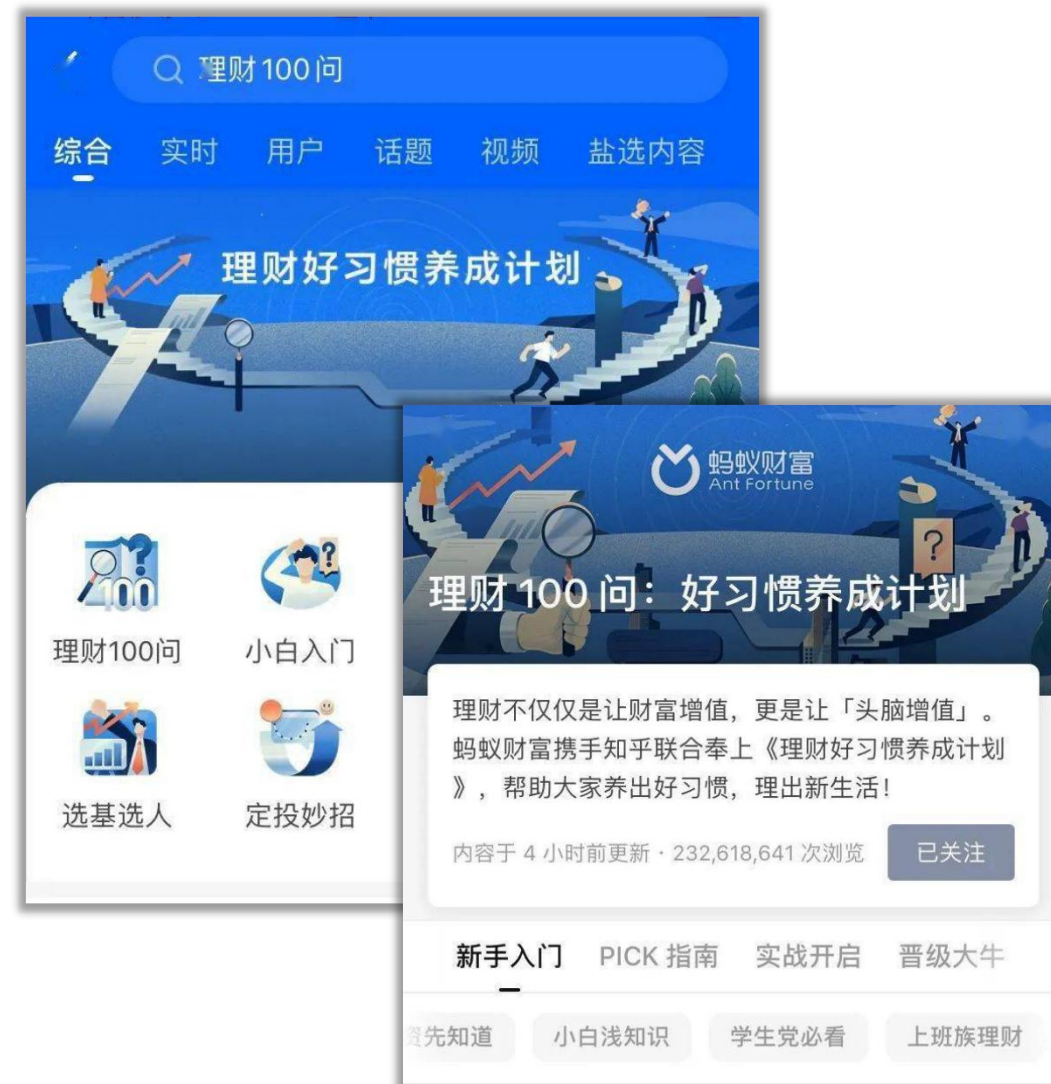 理财100问
综合 实时 用户 话题 视频 盐选内容
理财好习惯养成计划
100
理财100问
小白入门
选基选人
定投妙招
蚂蚁财富
Ant Fortune
理财 100 问：好习惯养成计划
理财不仅仅是让财富增值，更是让「头脑增值」。
蚂蚁财富携手知乎联合奉上《理财好习惯养成计划
》，帮助大家养出好习惯，理出新生活！
内容于 4 小时前更新 · 232,618,641 次浏览
已关注
新手入门 PICK 指南 实战开启 晋级大牛
先知道 小白浅知识 学生党必看 上班族理财